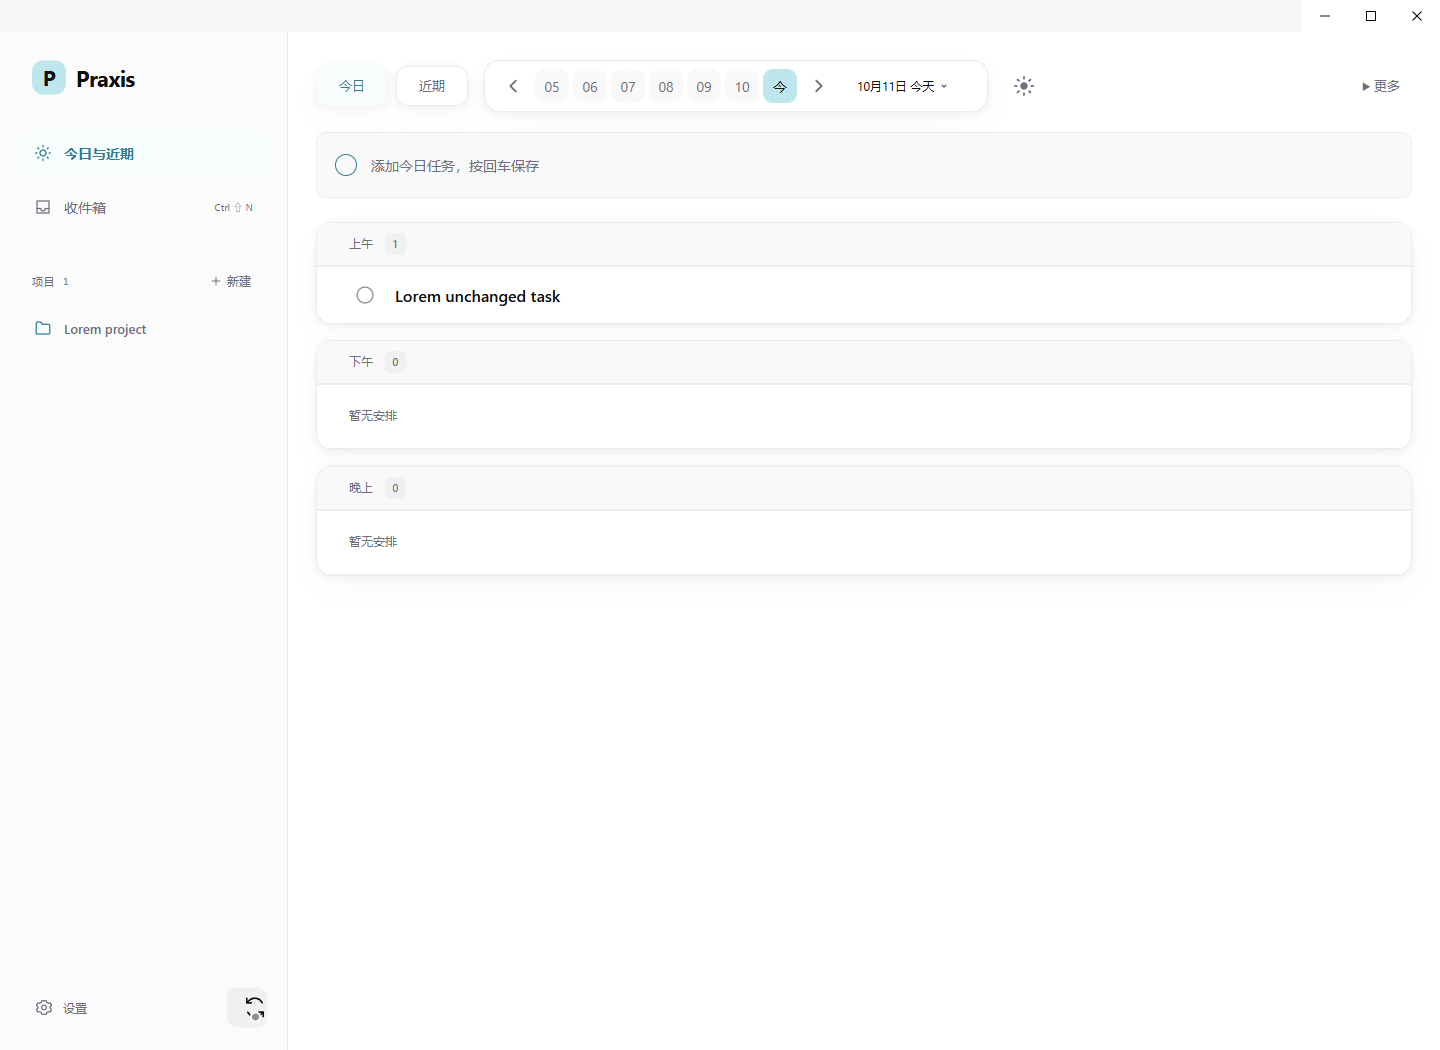 P Praxis
今日与近期
收件箱 Ctrl ⇧ N
项目 1 + 新建
Lorem project
设置
今日 近期 05 06 07 08 09 10 今 10月11日 今天 更多
添加今日任务，按回车保存
上午 1
Lorem unchanged task
下午 0
暂无安排
晚上 0
暂无安排